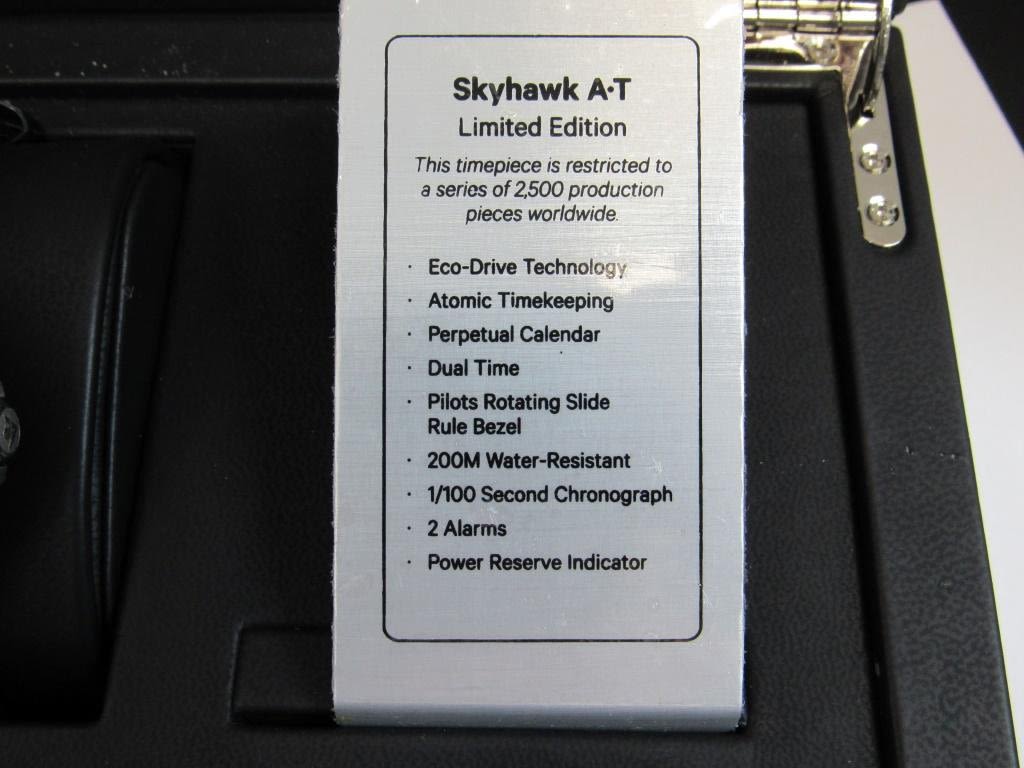 Skyhawk A·T
Limited Edition
This timepiece is restricted to
a series of 2,500 production
pieces worldwide.
· Eco-Drive Technology
· Atomic Timekeeping
· Perpetual Calendar
· Dual Time
· Pilots Rotating Slide
Rule Bezel
· 200M Water-Resistant
· 1/100 Second Chronograph
· 2 Alarms
· Power Reserve Indicator